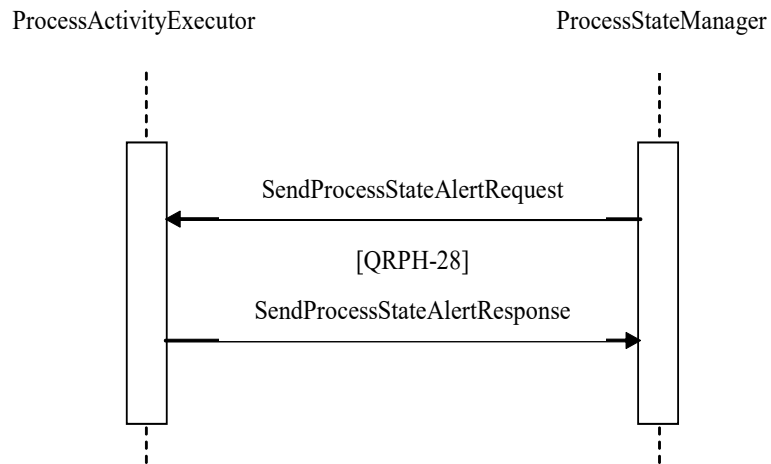 ProcessActivityExecutor
ProcessStateManager
SendProcessStateAlertRequest
[QRPH-28]
SendProcessStateAlertResponse